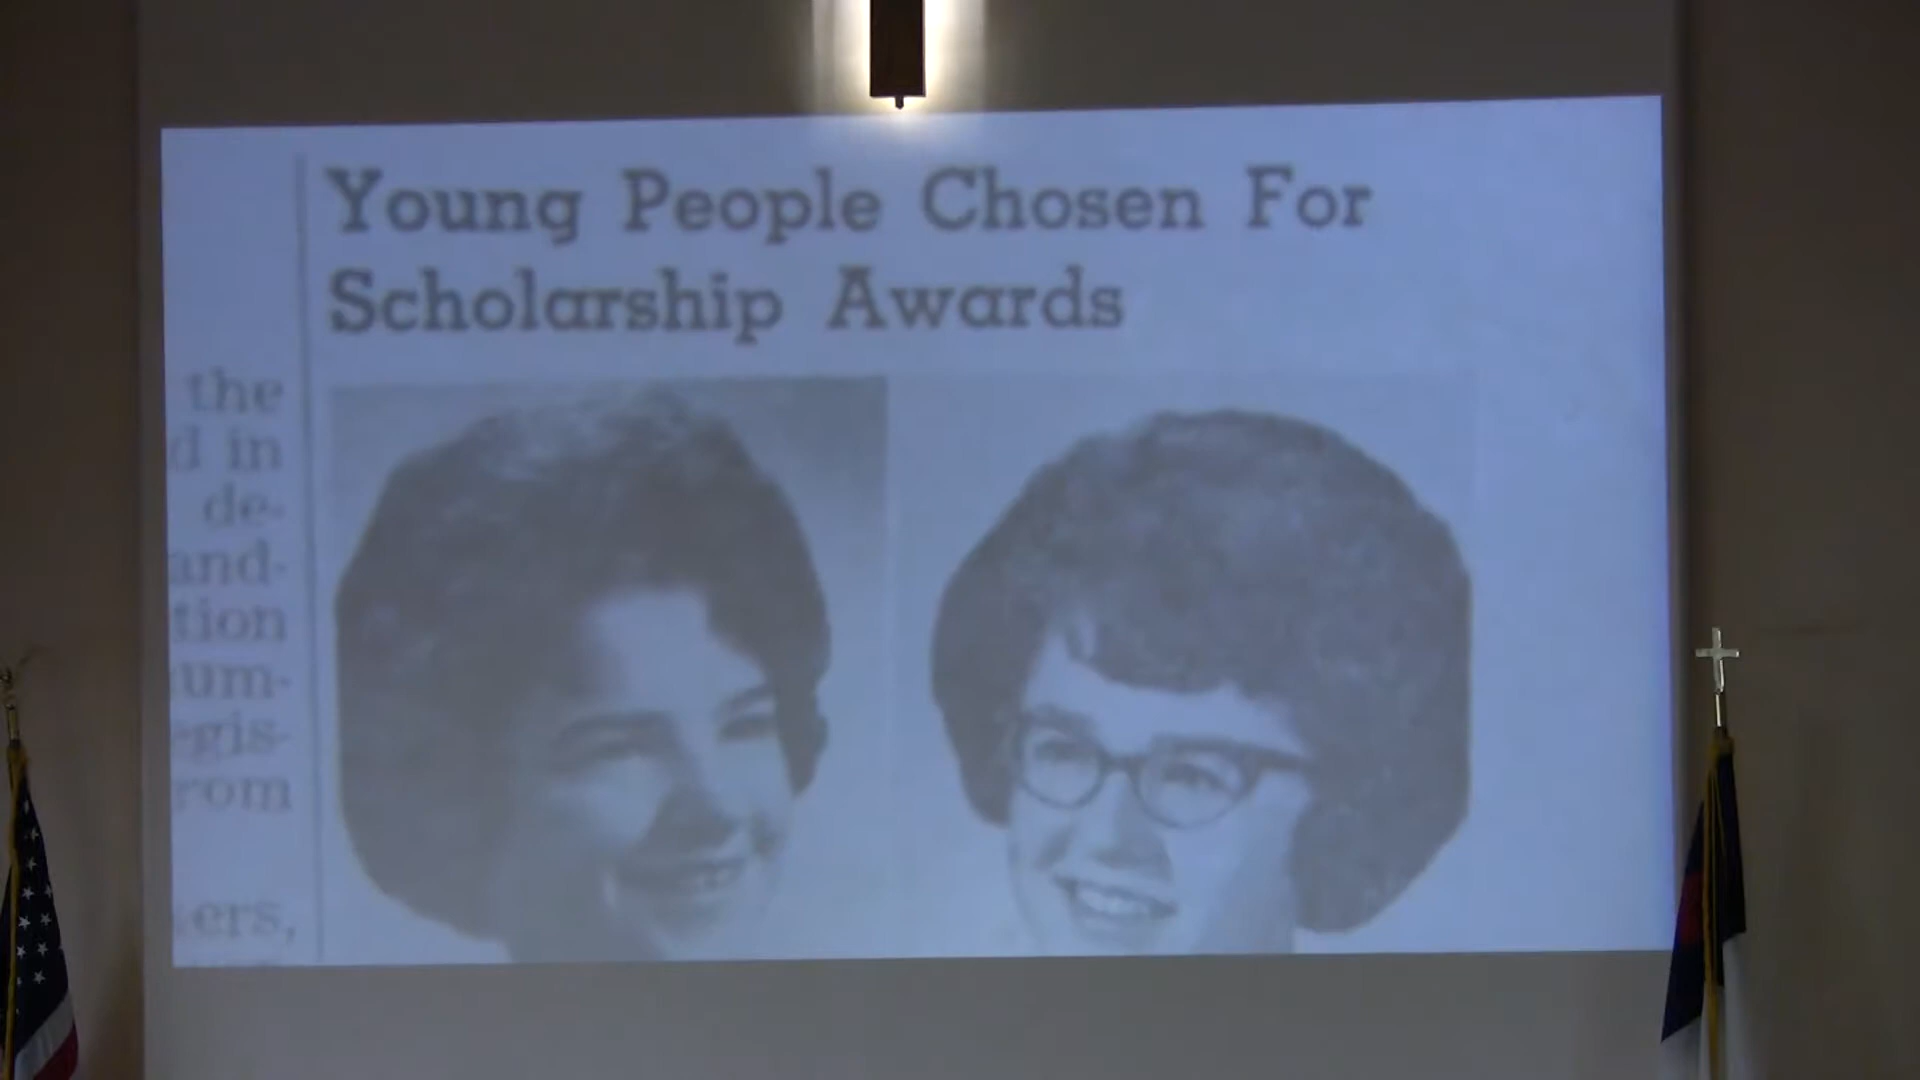 Young People Chosen For
Scholarship Awards
the
d in
de-
and-
tion
um-
egis-
rom
ers,